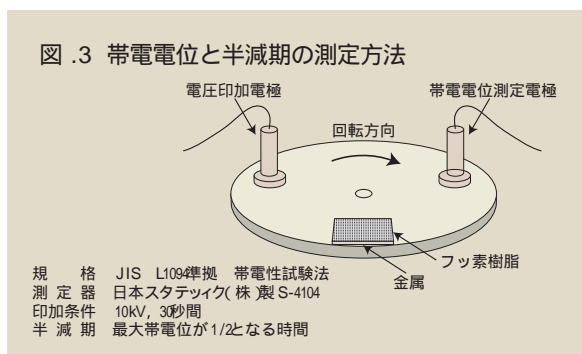 図.3 帯電電位と半減期の測定方法
電圧印加電極
帯電電位測定電極
回転方向
フッ素樹脂
金属
規 格 JIS L1094準拠 帯電性試験法
測 定 器 日本スタテッィク(株)製 S-4104
印加条件 10kV, 30秒間
半 減 期 最大帯電位が1/2となる時間